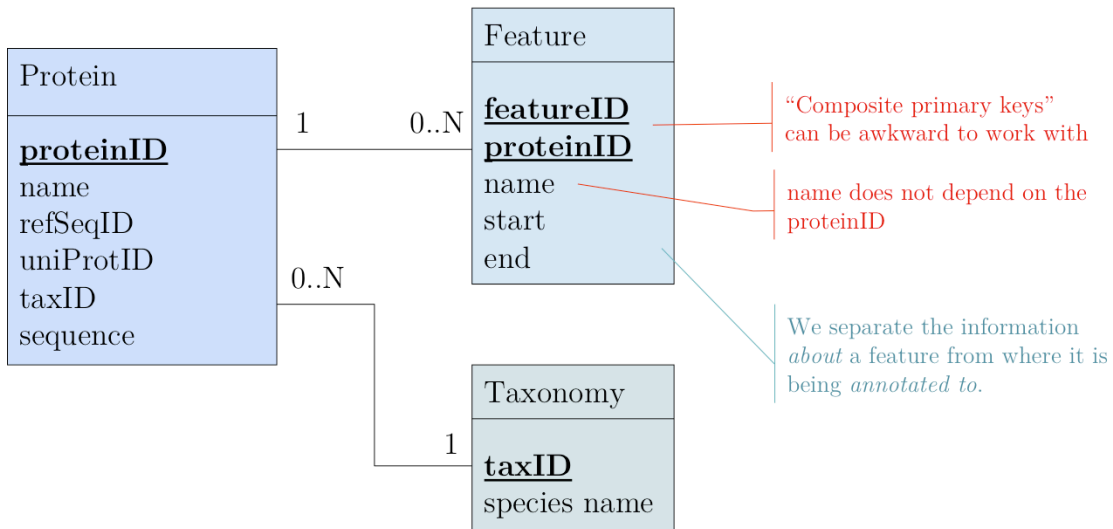 Protein
proteinID
name
refSeqID
uniProtID
taxID
sequence
1
0..N
Feature
featureID
proteinID
name
start
end
0..N
1
Taxonomy
taxID
species name
“Composite primary keys”
can be awkward to work with
name does not depend on the
proteinID
We separate the information
about a feature from where it is
being annotated to.